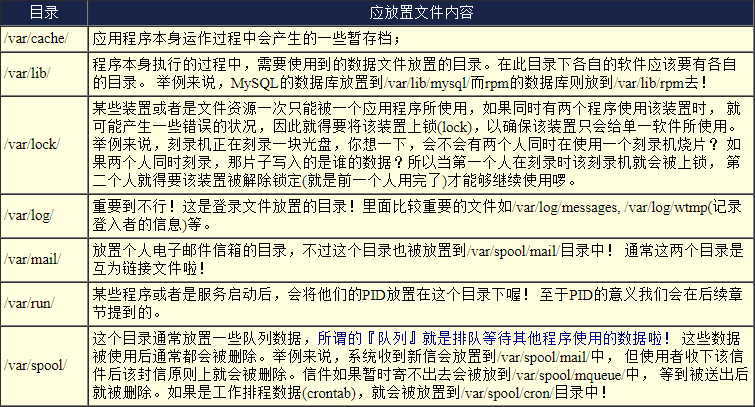 目录 应放置文件内容
/var/cache/ 应用程序本身运作过程中会产生的一些暂存档；
/var/lib/ 程序本身执行的过程中，需要使用到的数据文件放置的目录。在此目录下各自的软件应该要有各自
的目录。 举例来说，MySQL的数据库放置到/var/lib/mysql/而rpm的数据库则放到/var/lib/rpm去！
/var/lock/ 某些装置或者是文件资源一次只能被一个应用程序所使用，如果同时有两个程序使用该装置时， 就
可能产生一些错误的状况，因此就得要将该装置上锁(lock)，以确保该装置只会给单一软件所使用。
举例来说，刻录机正在刻录一块光盘，你想一下，会不会有两个人同时在使用一个刻录机烧片？ 如
果两个人同时刻录，那片子写入的是谁的数据？所以当第一个人在刻录时该刻录机就会被上锁， 第
二个人就得要该装置被解除锁定(就是前一个人用完了)才能够继续使用啰。
/var/log/ 重要到不行！这是登录文件放置的目录！里面比较重要的文件如/var/log/messages, /var/log/wtmp(记录
登入者的信息)等。
/var/mail/ 放置个人电子邮件信箱的目录，不过这个目录也被放置到/var/spool/mail/目录中！ 通常这两个目录是
互为链接文件啦！
/var/run/ 某些程序或者是服务启动后，会将他们的PID放置在这个目录下喔！ 至于PID的意义我们会在后续章
节提到的。
/var/spool/ 这个目录通常放置一些队列数据，所谓的『队列』就是排队等待其他程序使用的数据啦！ 这些数据
被使用后通常都会被删除。举例来说，系统收到新信会放置到/var/spool/mail/中， 但使用者收下该信
件后该封信原则上就会被删除。信件如果暂时寄不出去会被放到/var/spool/mqueue/中， 等到被送出后
就被删除。如果是工作排程数据(crontab)，就会被放置到/var/spool/cron/目录中！